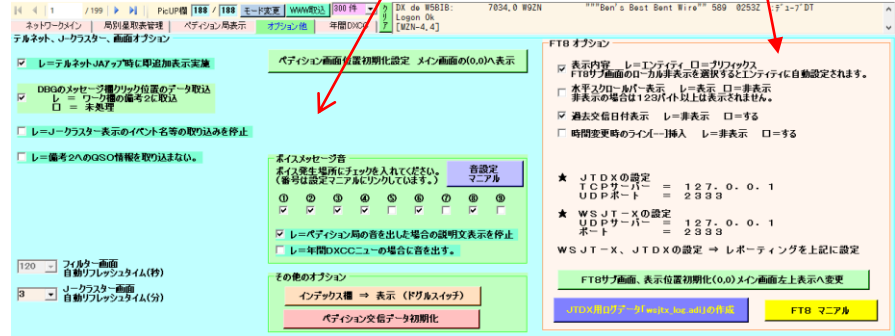 1 / 199 PicUP欄 188 / 188 モード変更 WWW取込 300 件 クリア DX de W5BIB: 7034,0 W9ZN """Ben's Best Bent Wire"" 589 0253Z
Logon Ok
[WZN-4,4]
ネットワークメイン 局別量取表管理 ペディション局表示 オプション他 年間DXCC
テルネット、J-クラスター、画面オプション
レ=テルネットJAアップ時に即追加表示実施
DBGのメッセージ欄クリック位置のデータ取込
レ = ワーク欄の備考2に取込
ロ = 未処理
レ=J-クラスター表示のイベント名等の取り込みを停止
レ=備考2へのQSO情報を取り込まない。
120 フィルター画面
自動リフレッシュタイム(秒)
3 J-クラスター画面
自動リフレッシュタイム(分)
ペディション画面位置初期化設定 メイン画面の(0,0)へ表示
ボイスメッセージ音
ボイス発生場所にチェックを入れてください。
(番号は設定マニアルにリンクしています。)
音設定
マニアル
① ② ③ ④ ⑤ ⑥ ⑦ ⑧ ⑨
レ=ペディション局の音を出した場合の説明文表示を停止
レ=年間DXCCニューの場合に音を出す。
その他のオプション
インデックス欄 ⇒ 表示 (ドグルスイッチ)
ペディション交信データ初期化
FT8 オプション
表示内容 レ=エンティティ ロ=プリフィックス
FT8サブ画面のローカル非表示を選択するとエンティティに自動設定されます。
水平スクロールバー表示 レ=表示 ロ=非表示
非表示の場合は123バイト以上は表示されません。
過去交信日付表示 レ=非表示 ロ=する
時間変更時のライン[--]挿入 レ=非表示 ロ=する
★ JTDXの設定
TCPサーバー = 127.0.0.1
UDPポート = 2333
★ WSJT-Xの設定
UDPサーバー = 127.0.0.1
ポート = 2333
WSJT-X、JTDXの設定 ⇒ レポーティングを上記に設定
FT8サブ画面、表示位置初期化(0,0)メイン画面左上表示へ変更
JTDX用ログデータ「wsjtx_log.adi」の作成
FT8 マニアル